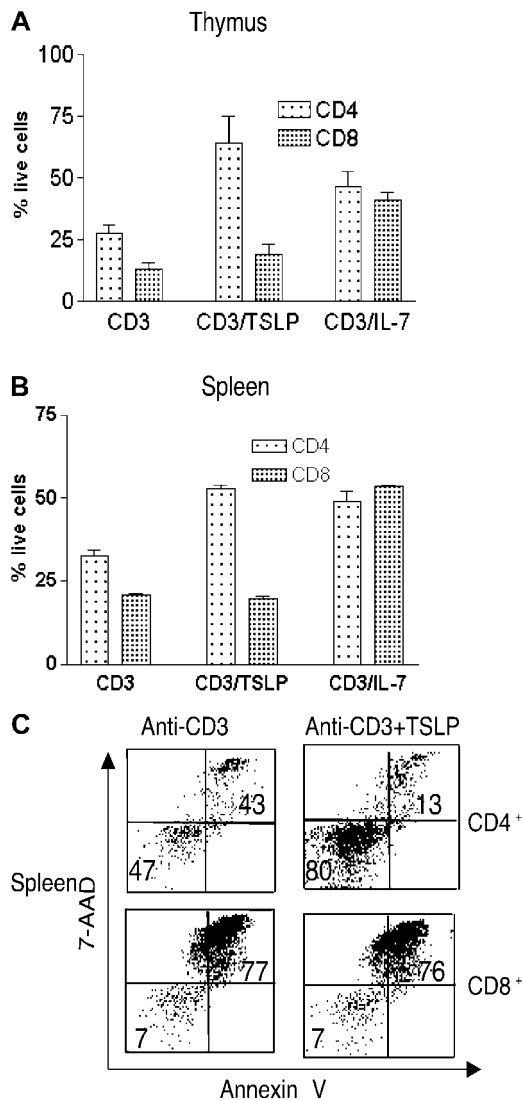 A
Thymus
100
75
50
25
0
% live cells
CD4
CD8
CD3
CD3/TSLP
CD3/IL-7
B
Spleen
75
50
25
0
% live cells
CD4
CD8
CD3
CD3/TSLP
CD3/IL-7
C
Anti-CD3
Anti-CD3+TSLP
43
47
13
80
CD4+
Spleen
7-AAD
77
7
76
7
CD8+
Annexin V